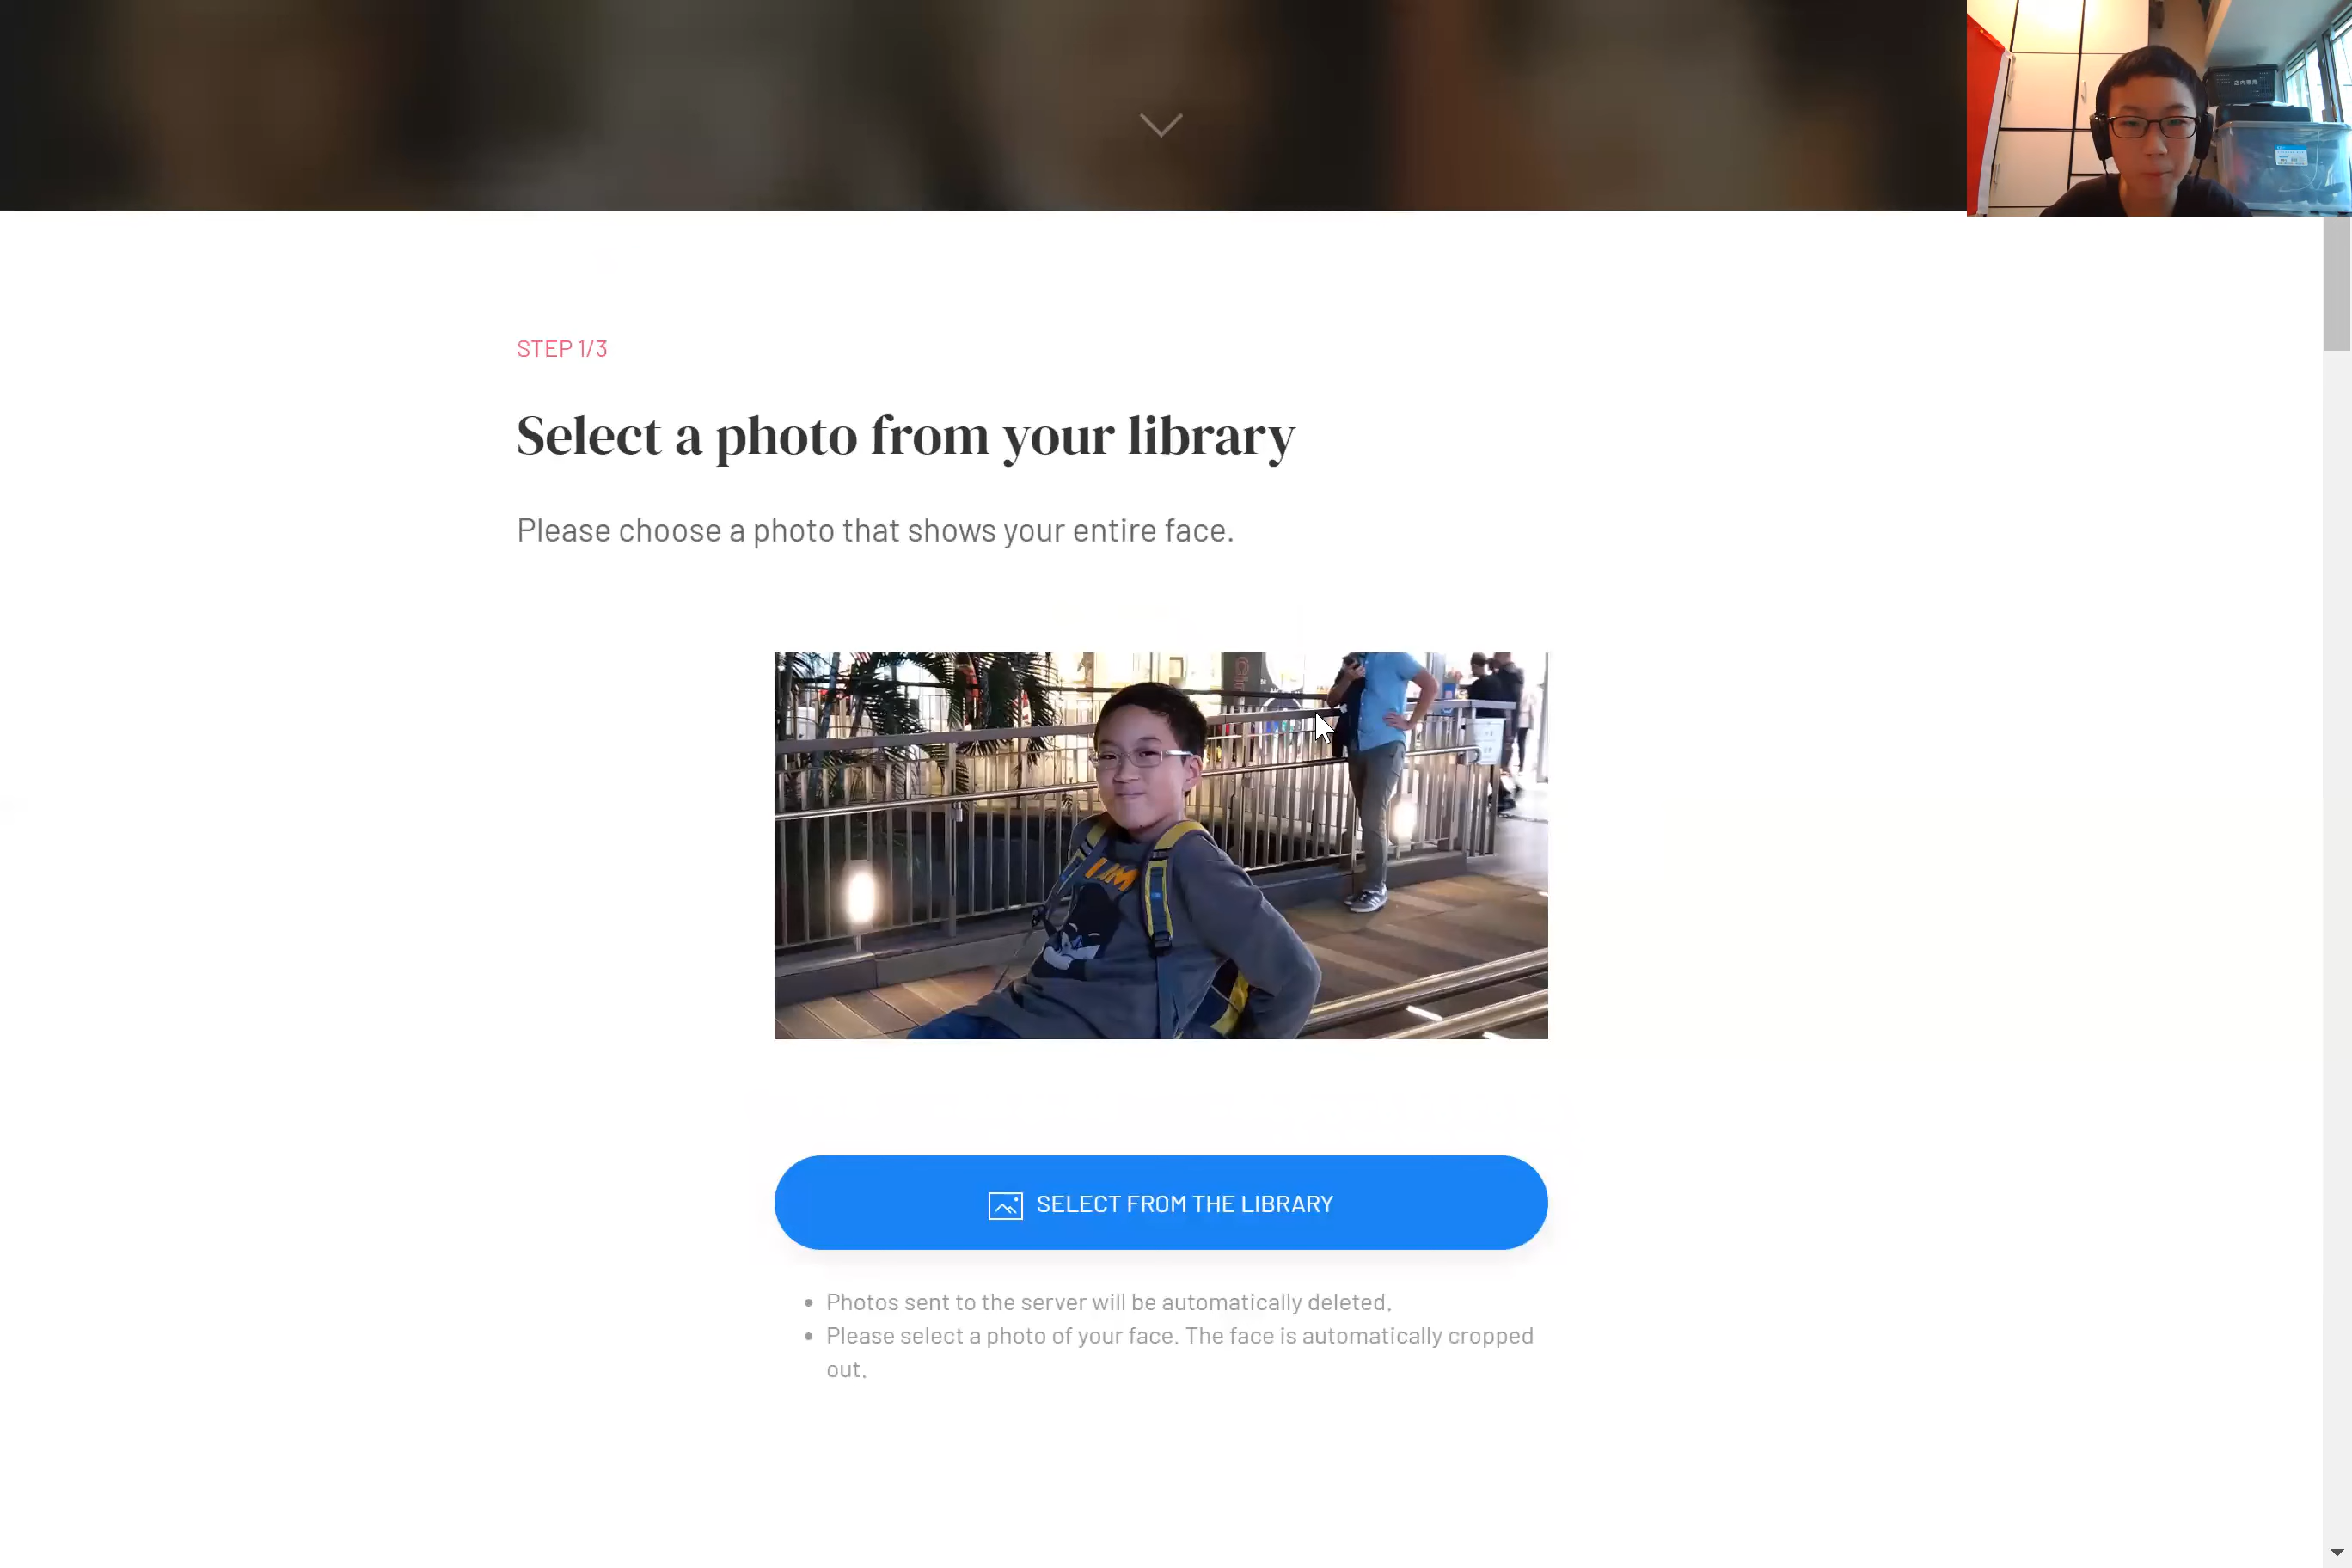 STEP 1/3
Select a photo from your library
Please choose a photo that shows your entire face.
I'M
SELECT FROM THE LIBRARY
Photos sent to the server will be automatically deleted.
Please select a photo of your face. The face is automatically cropped
out.